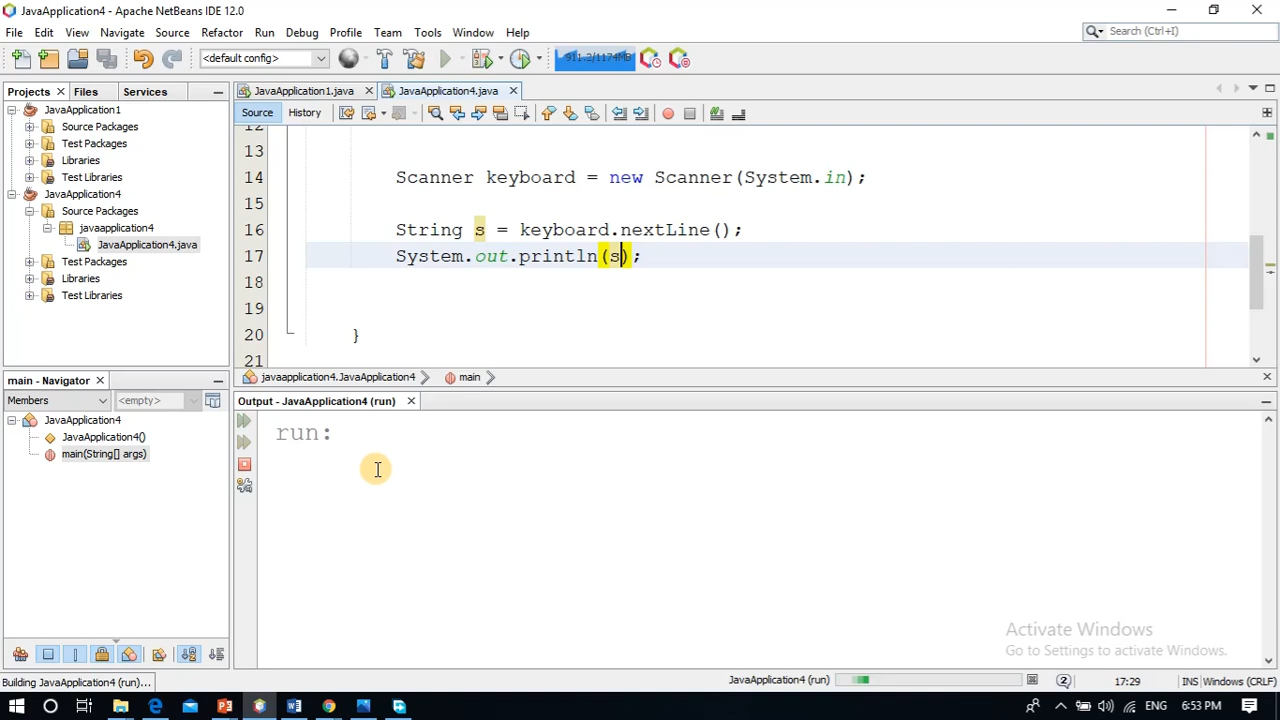 JavaApplication4 - Apache NetBeans IDE 12.0
File Edit View Navigate Source Refactor Run Debug Profile Team Tools Window Help
Search (Ctrl+I)
<default config>
911.2/1174MB
Projects Files Services
JavaApplication1.java JavaApplication4.java
Source History
JavaApplication1
Source Packages
Test Packages
Libraries
Test Libraries
JavaApplication4
Source Packages
javaapplication4
JavaApplication4.java
Test Packages
Libraries
Test Libraries
12
13
14 Scanner keyboard = new Scanner(System.in);
15
16 String s = keyboard.nextLine();
17 System.out.println(s);
18
19
20 }
21
javaapplication4.JavaApplication4 main
main - Navigator
Members <empty>
JavaApplication4
JavaApplication4()
main(String[] args)
Output - JavaApplication4 (run)
run:
Activate Windows
Go to Settings to activate Windows.
Building JavaApplication4 (run)...
JavaApplication4 (run) 2 17:29 INS Windows (CRLF)
ENG 6:53 PM